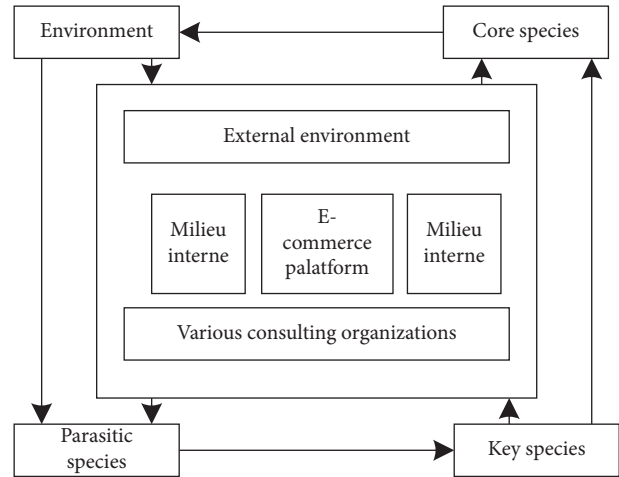 Environment
Core species
External environment
Milieu
interne
E-
commerce
palatform
Milieu
interne
Various consulting organizations
Parasitic
species
Key species